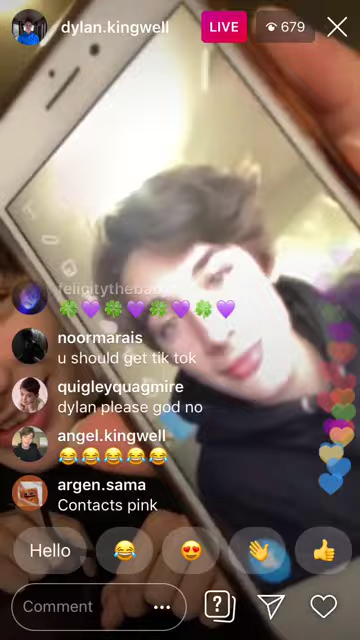 dylan.kingwell
LIVE
679
noormarais
u should get tik tok
quigleyquagmire
dylan please god no
angel.kingwell
argen.sama
Contacts pink
Hello
Comment